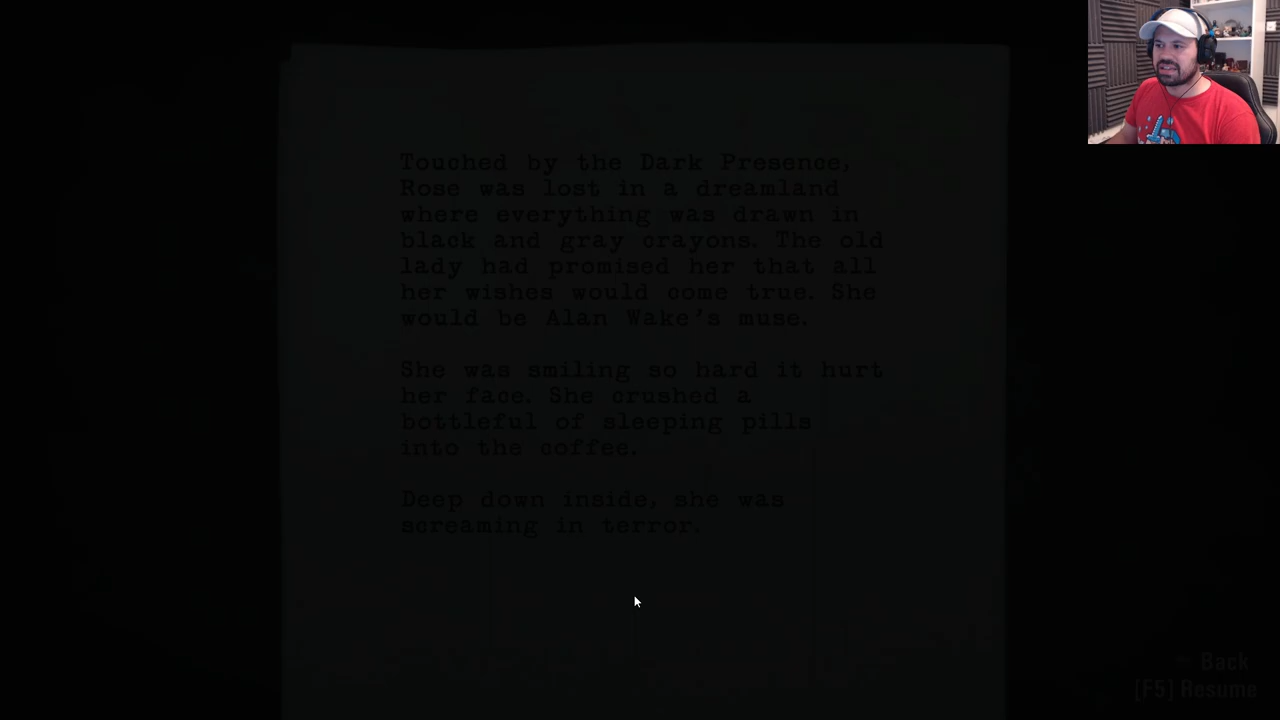 Touched by the Dark Presence,
Rose was lost in a dreamland
where everything was drawn in
black and gray crayons. The old
lady had promised her that all
her wishes would come true. She
would be Alan Wake's muse.
She was smiling so hard it hurt
her face. She crushed a
bottleful of sleeping pills
into the coffee.
Deep down inside, she was
screaming in terror.
Back
[F5] Resume